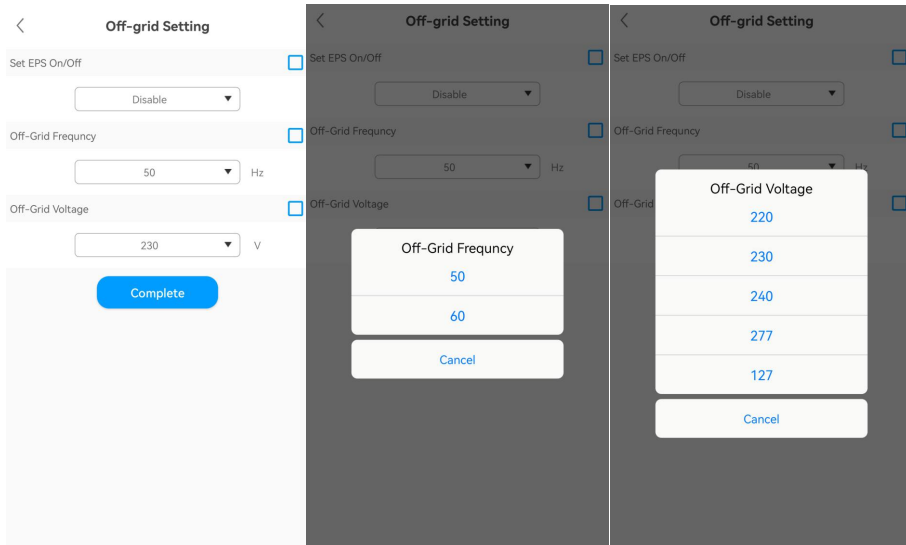 Off-grid Setting
Set EPS On/Off
Disable
Off-Grid Frequncy
50 Hz
Off-Grid Voltage
230 V
Complete
Off-grid Setting
Set EPS On/Off
Disable
Off-Grid Frequncy
50 Hz
Off-Grid Voltage
Off-Grid Frequncy
50
60
Cancel
Off-grid Setting
Set EPS On/Off
Disable
Off-Grid Frequncy
50 Hz
Off-Grid
Off-Grid Voltage
220
230
240
277
127
Cancel